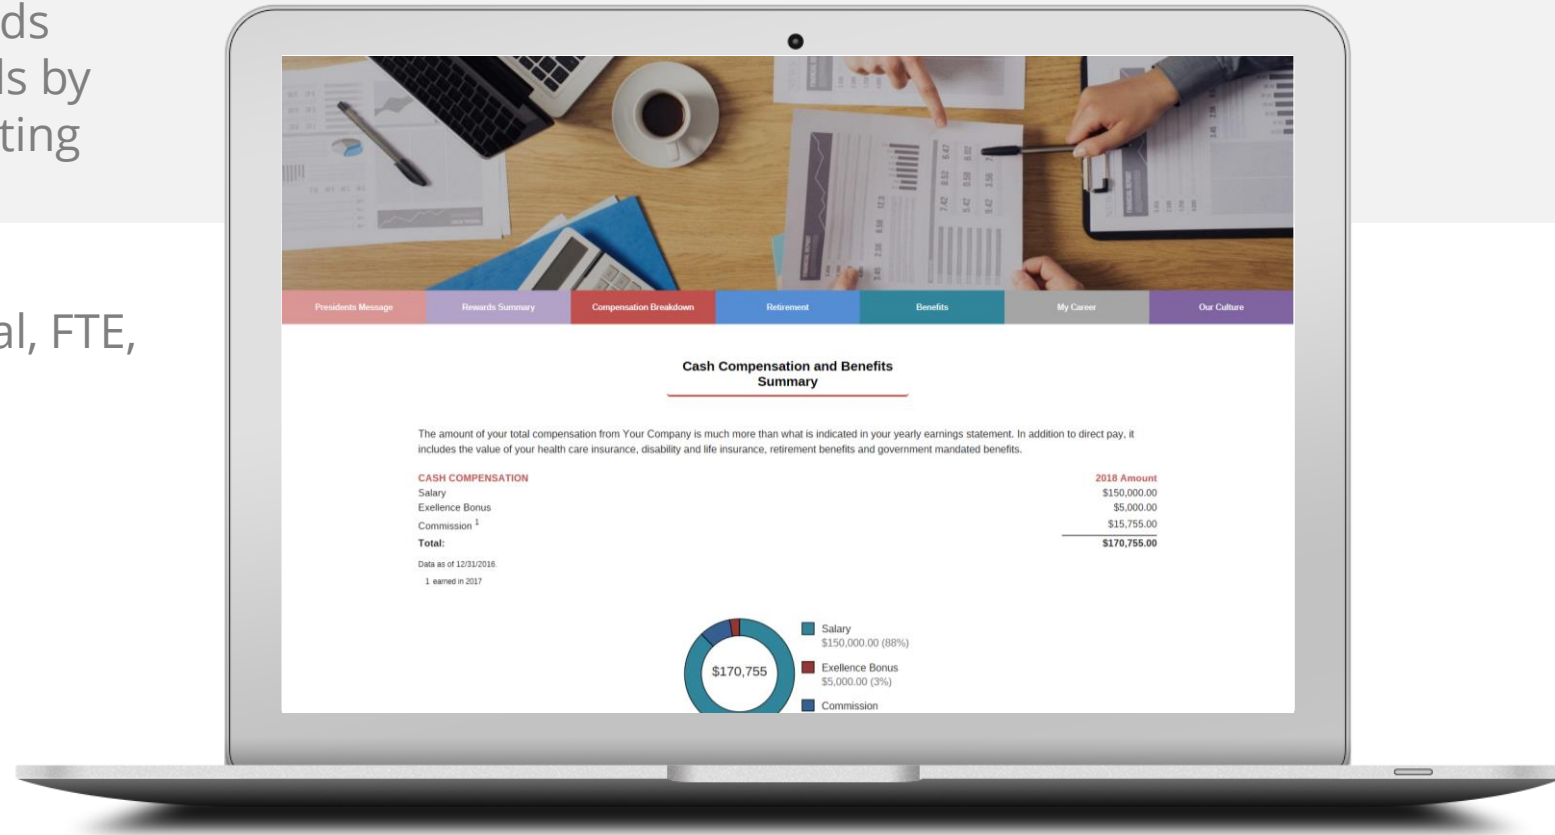 ds
ls by
ting
al, FTE,
Presidents Message
Rewards Summary
Compensation Breakdown
Retirement
Benefits
My Career
Our Culture
Cash Compensation and Benefits
Summary
The amount of your total compensation from Your Company is much more than what is indicated in your yearly earnings statement. In addition to direct pay, it
includes the value of your health care insurance, disability and life insurance, retirement benefits and government mandated benefits.
CASH COMPENSATION 2018 Amount
Salary $150,000.00
Exellence Bonus $5,000.00
Commission 1 $15,755.00
Total: $170,755.00
Data as of 12/31/2016.
1 earned in 2017
$170,755
Salary
$150,000.00 (88%)
Exellence Bonus
$5,000.00 (3%)
Commission